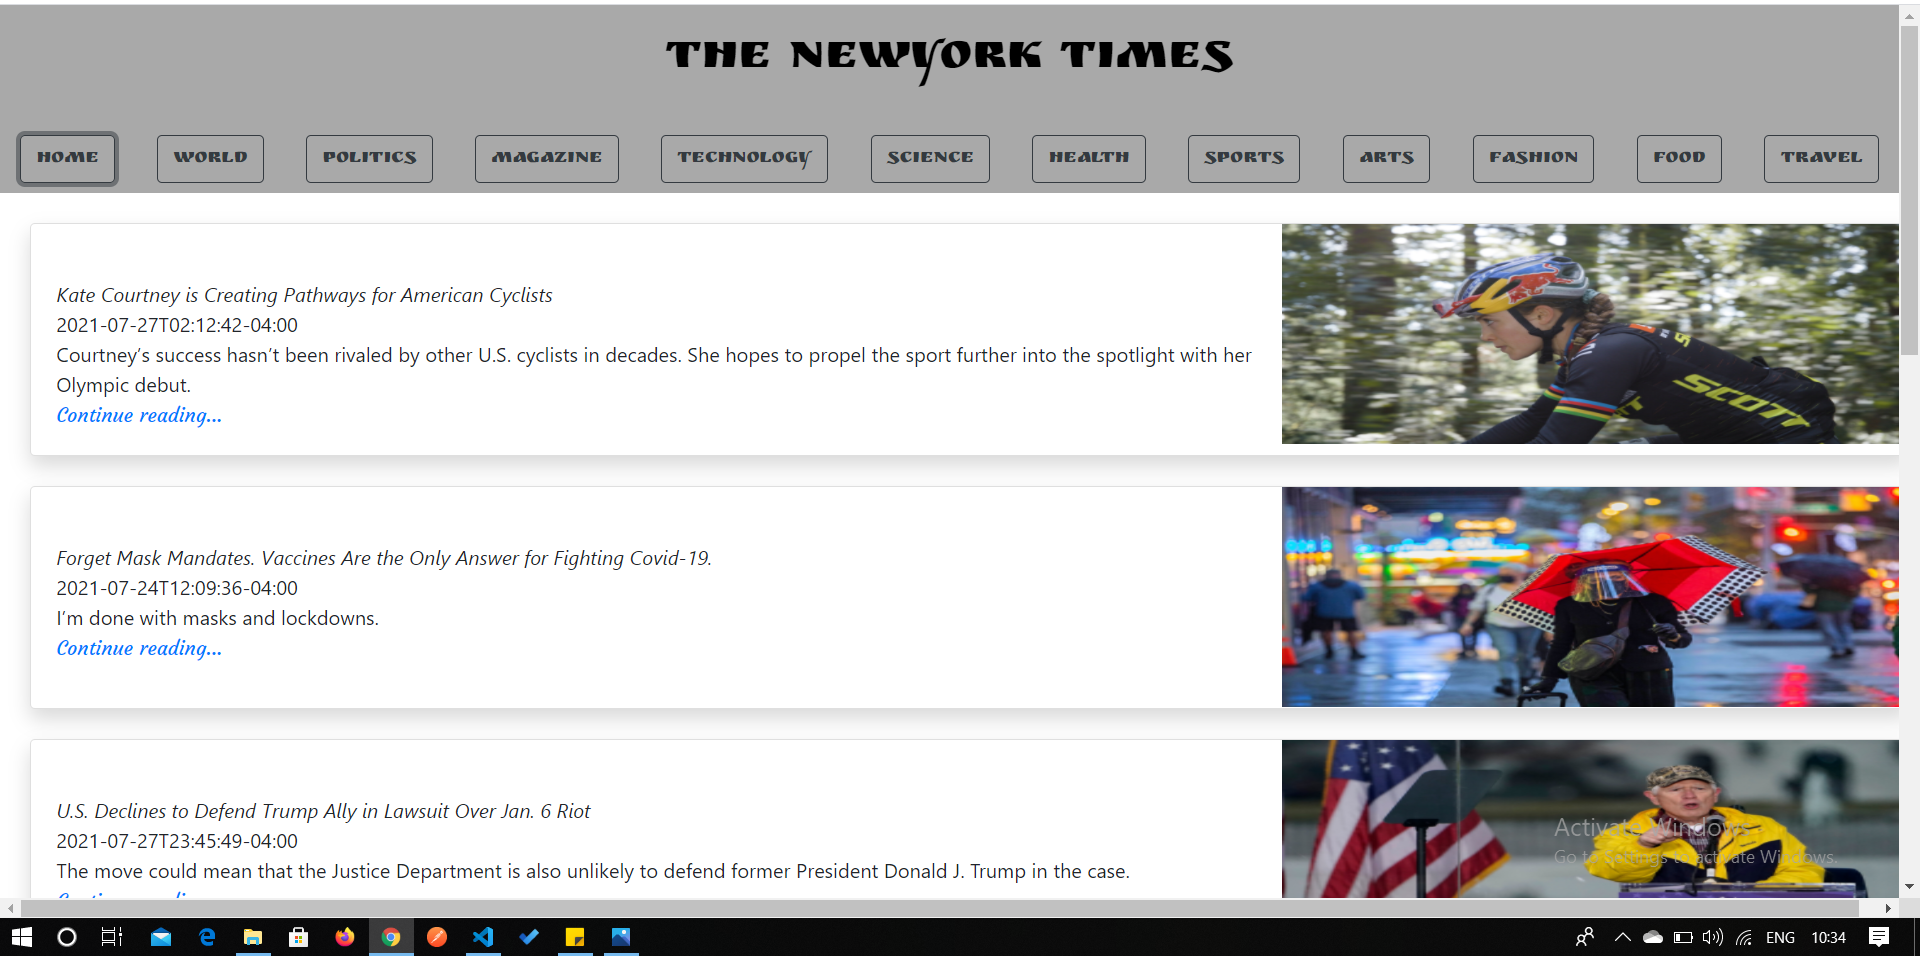 THE NEWYORK TIMES
HOME WORLD POLITICS MAGAZINE TECHNOLOGY SCIENCE HEALTH SPORTS ARTS FASHION FOOD TRAVEL
Kate Courtney is Creating Pathways for American Cyclists
2021-07-27T02:12:42-04:00
Courtney’s success hasn’t been rivaled by other U.S. cyclists in decades. She hopes to propel the sport further into the spotlight with her
Olympic debut.
Continue reading...
SCOTT
Forget Mask Mandates. Vaccines Are the Only Answer for Fighting Covid-19.
2021-07-24T12:09:36-04:00
I’m done with masks and lockdowns.
Continue reading...
U.S. Declines to Defend Trump Ally in Lawsuit Over Jan. 6 Riot
2021-07-27T23:45:49-04:00
The move could mean that the Justice Department is also unlikely to defend former President Donald J. Trump in the case.
Activate Windows
Go to Settings to activate Windows.
ENG 10:34